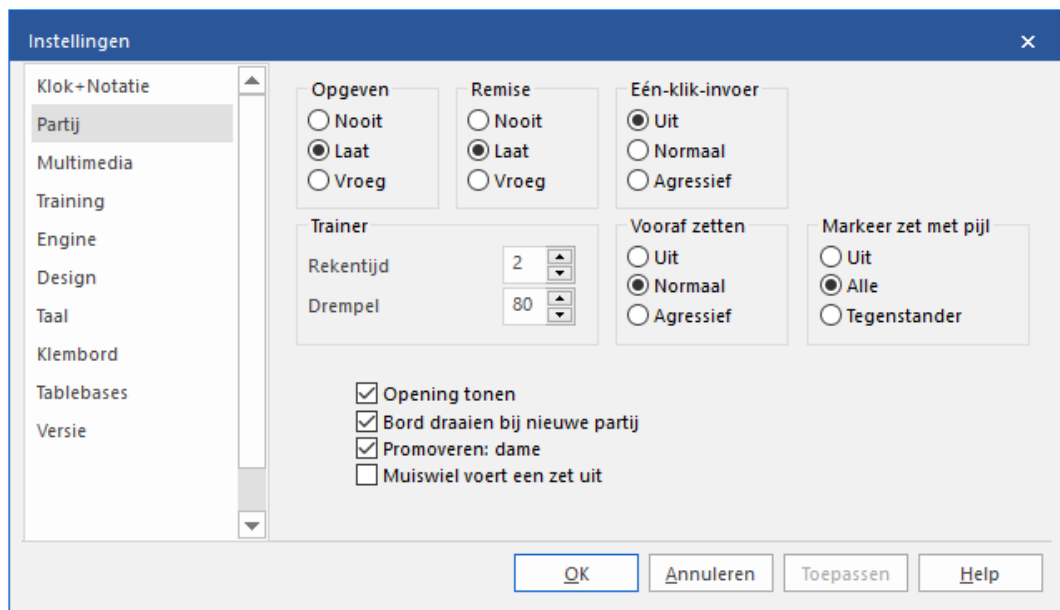 Instellingen
Klok+Notatie
Partij
Multimedia
Training
Engine
Design
Taal
Klembord
Tablebases
Versie
Opgeven
Nooit
Laat
Vroeg
Remise
Nooit
Laat
Vroeg
Eén-klik-invoer
Uit
Normaal
Agressief
Trainer
Rekentijd 2
Drempel 80
Vooraf zetten
Uit
Normaal
Agressief
Markeer zet met pijl
Uit
Alle
Tegenstander
Opening tonen
Bord draaien bij nieuwe partij
Promoveren: dame
Muiswiel voert een zet uit
OK Annuleren Toepassen Help